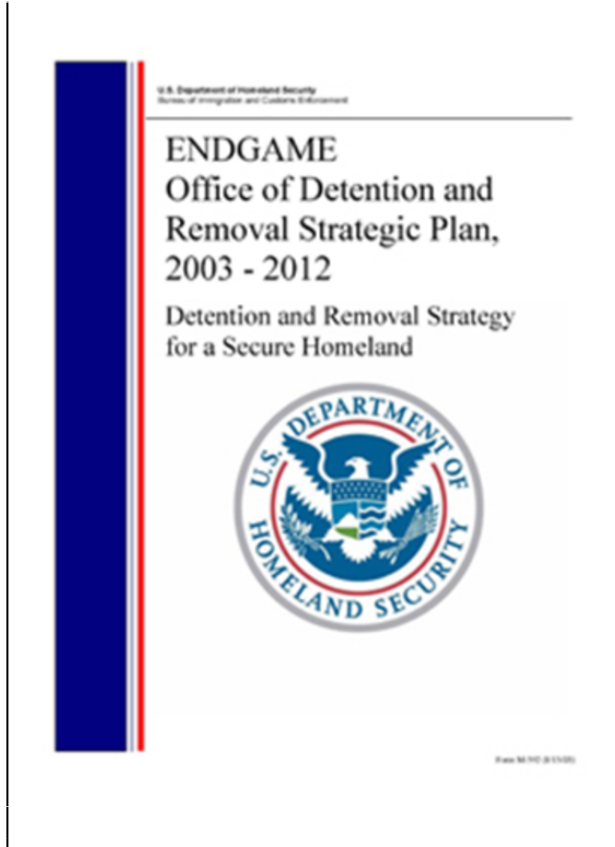 U.S. Department of Homeland Security
Bureau of Immigration and Customs Enforcement
ENDGAME
Office of Detention and
Removal Strategic Plan,
2003 - 2012
Detention and Removal Strategy
for a Secure Homeland
U.S. DEPARTMENT OF
HOMELAND SECURITY
Form